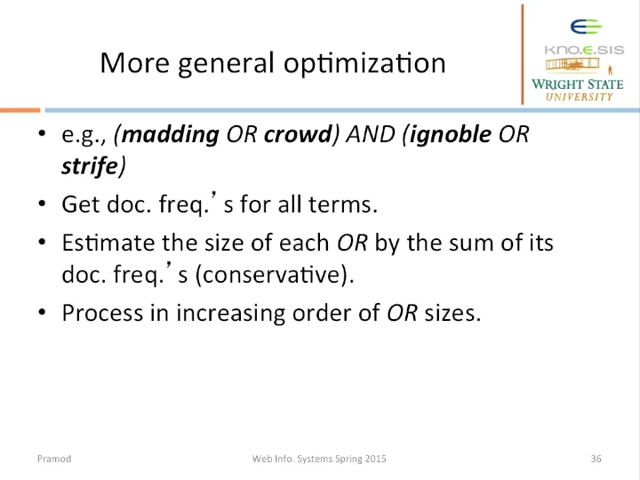 More general optimization
kno.e.sis
WRIGHT STATE
UNIVERSITY
• e.g., (madding OR crowd) AND (ignoble OR
strife)
• Get doc. freq.’s for all terms.
• Estimate the size of each OR by the sum of its
doc. freq.’s (conservative).
• Process in increasing order of OR sizes.
Pramod
Web Info. Systems Spring 2015
36